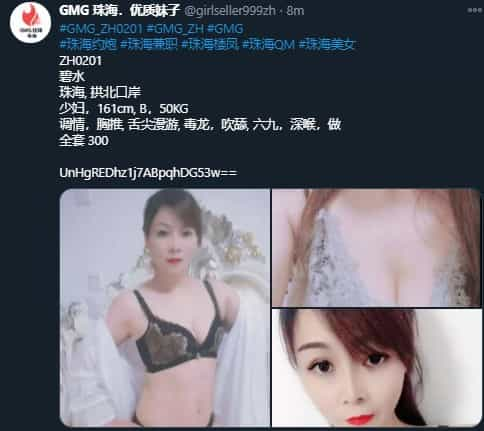 GMG 珠海．优质妹子 @girlseller999zh · 8m
#GMG_ZH0201 #GMG_ZH #GMG
#珠海约炮 #珠海兼职 #珠海楼凤, #珠海QM #珠海美女
ZH0201
碧水
珠海, 拱北口岸
少妇，161cm, B，50KG
调情，胸推, 舌尖漫游, 毒龙，吹舔, 六九，深喉，做
全套 300
UnHgREDhz1j7ABpqhDG53w==